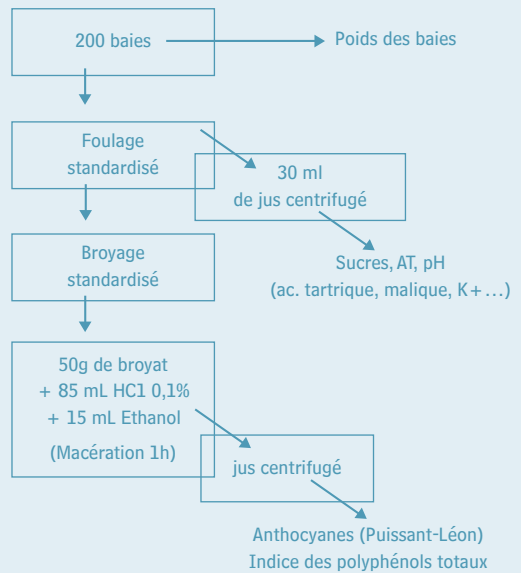 200 baies
Poids des baies
Foulage
standardisé
30 ml
de jus centrifugé
Broyage
standardisé
Sucres, AT, pH
(ac. tartrique, malique, K+...)
50g de broyat
+ 85 mL HC1 0,1%
+ 15 mL Ethanol
(Macération 1h)
jus centrifugé
Anthocyanes (Puissant-Léon)
Indice des polyphénols totaux